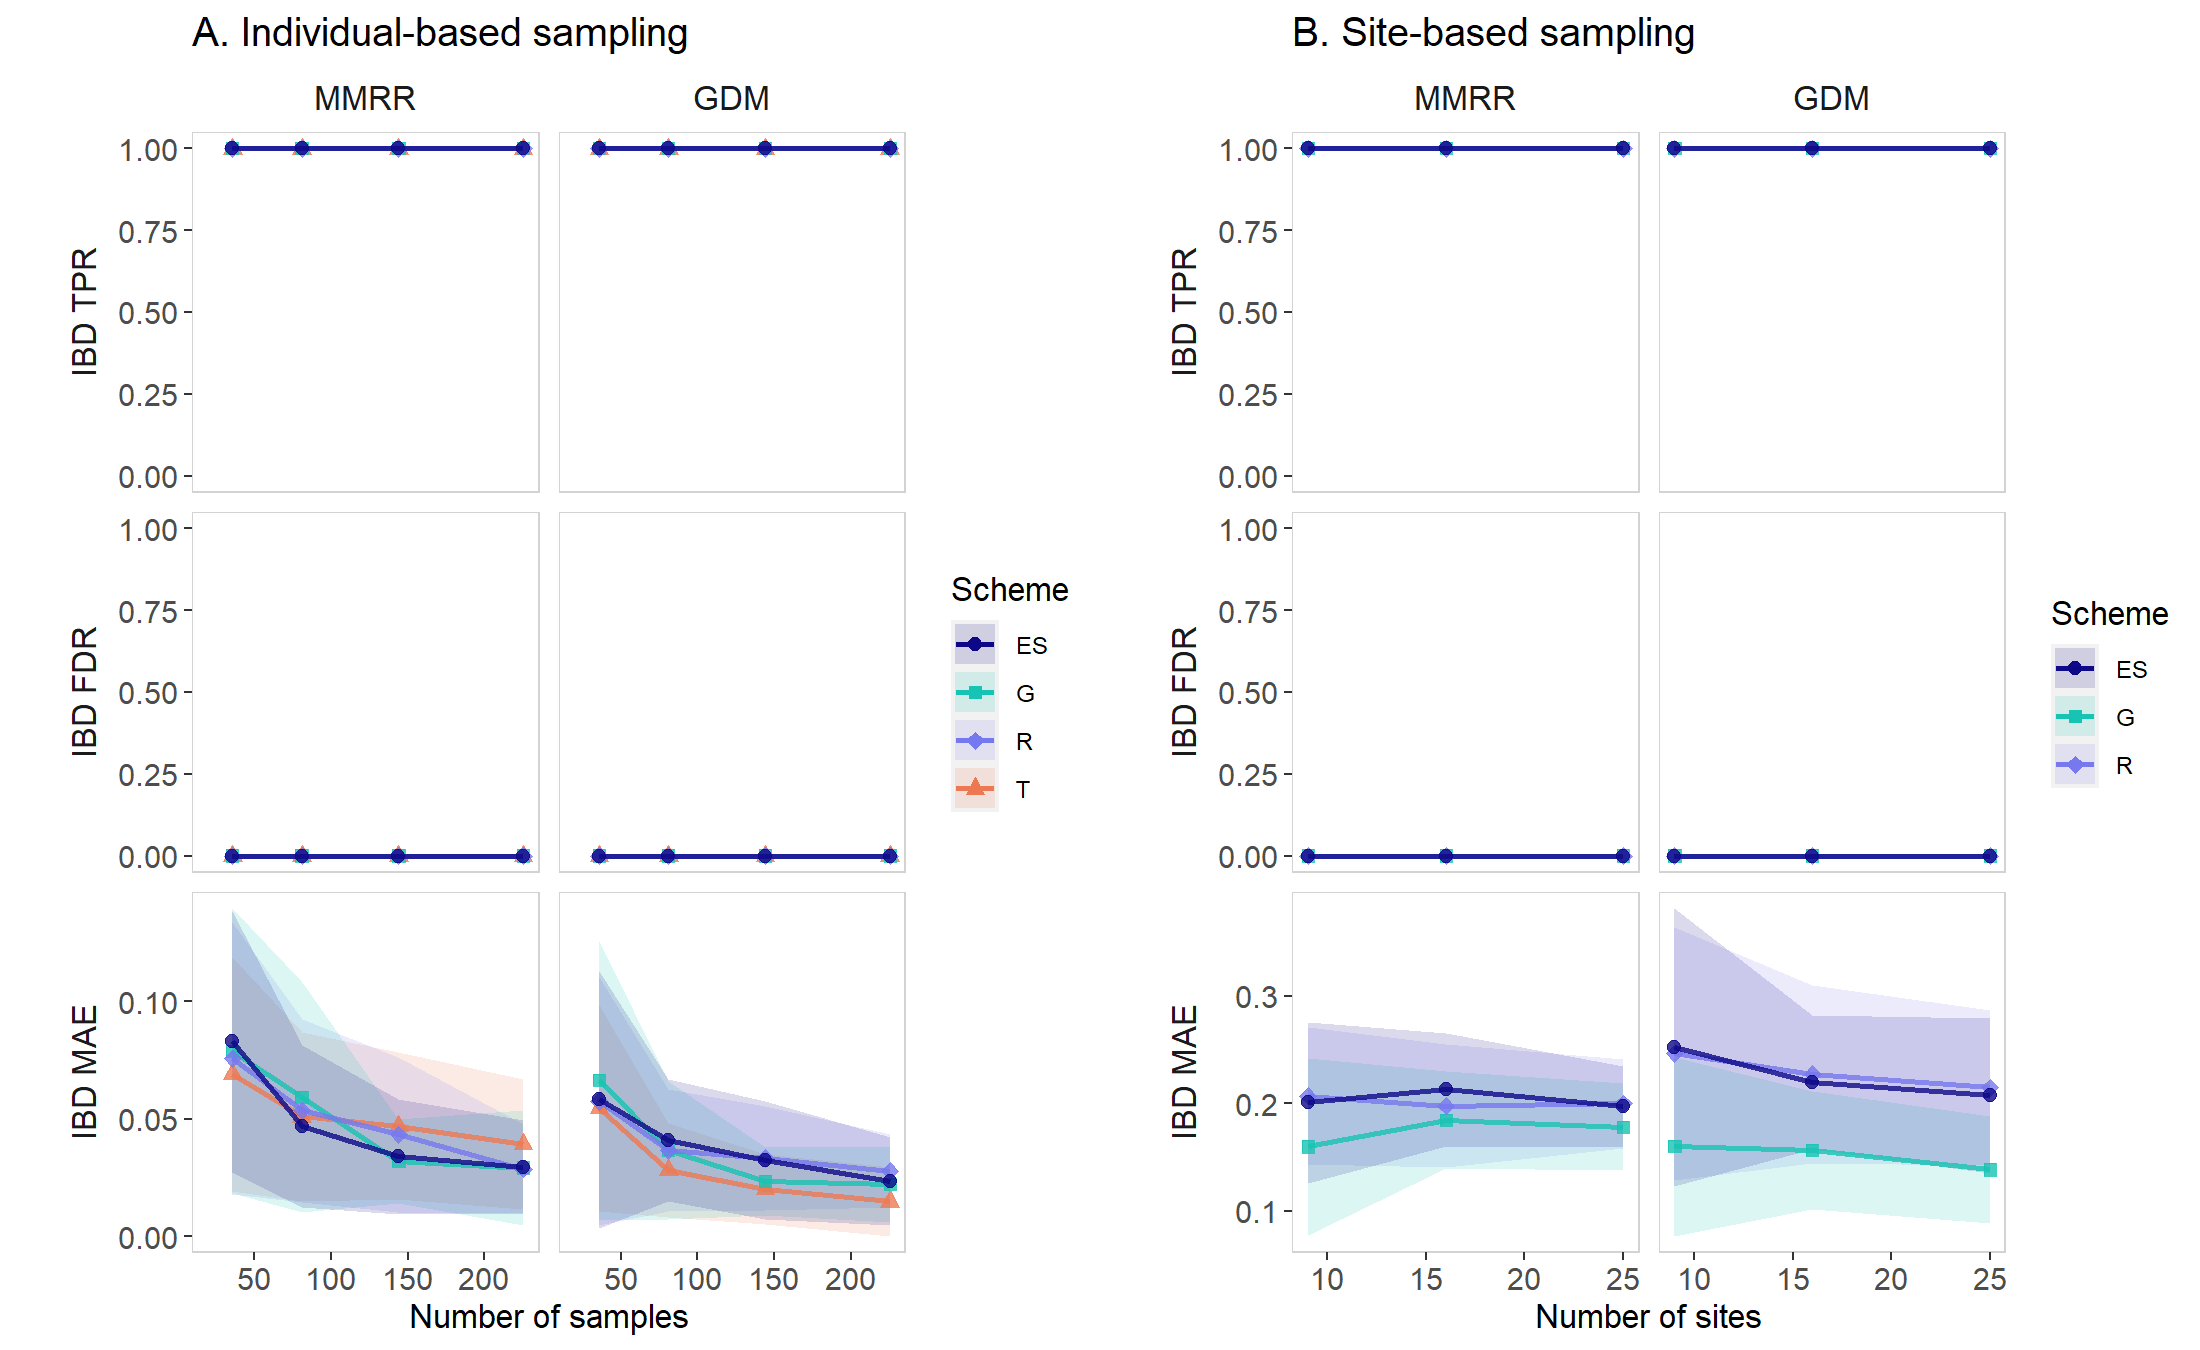 A. Individual-based sampling
MMRR
GDM
IBD TPR
1.00
0.75
0.50
0.25
0.00
IBD FDR
1.00
0.75
0.50
0.25
0.00
IBD MAE
0.10
0.05
0.00
50
100
150
200
50
100
150
200
Number of samples
Scheme
ES
G
R
T
B. Site-based sampling
MMRR
GDM
IBD TPR
1.00
0.75
0.50
0.25
0.00
IBD FDR
1.00
0.75
0.50
0.25
0.00
IBD MAE
0.3
0.2
0.1
10
15
20
25
10
15
20
25
Number of sites
Scheme
ES
G
R